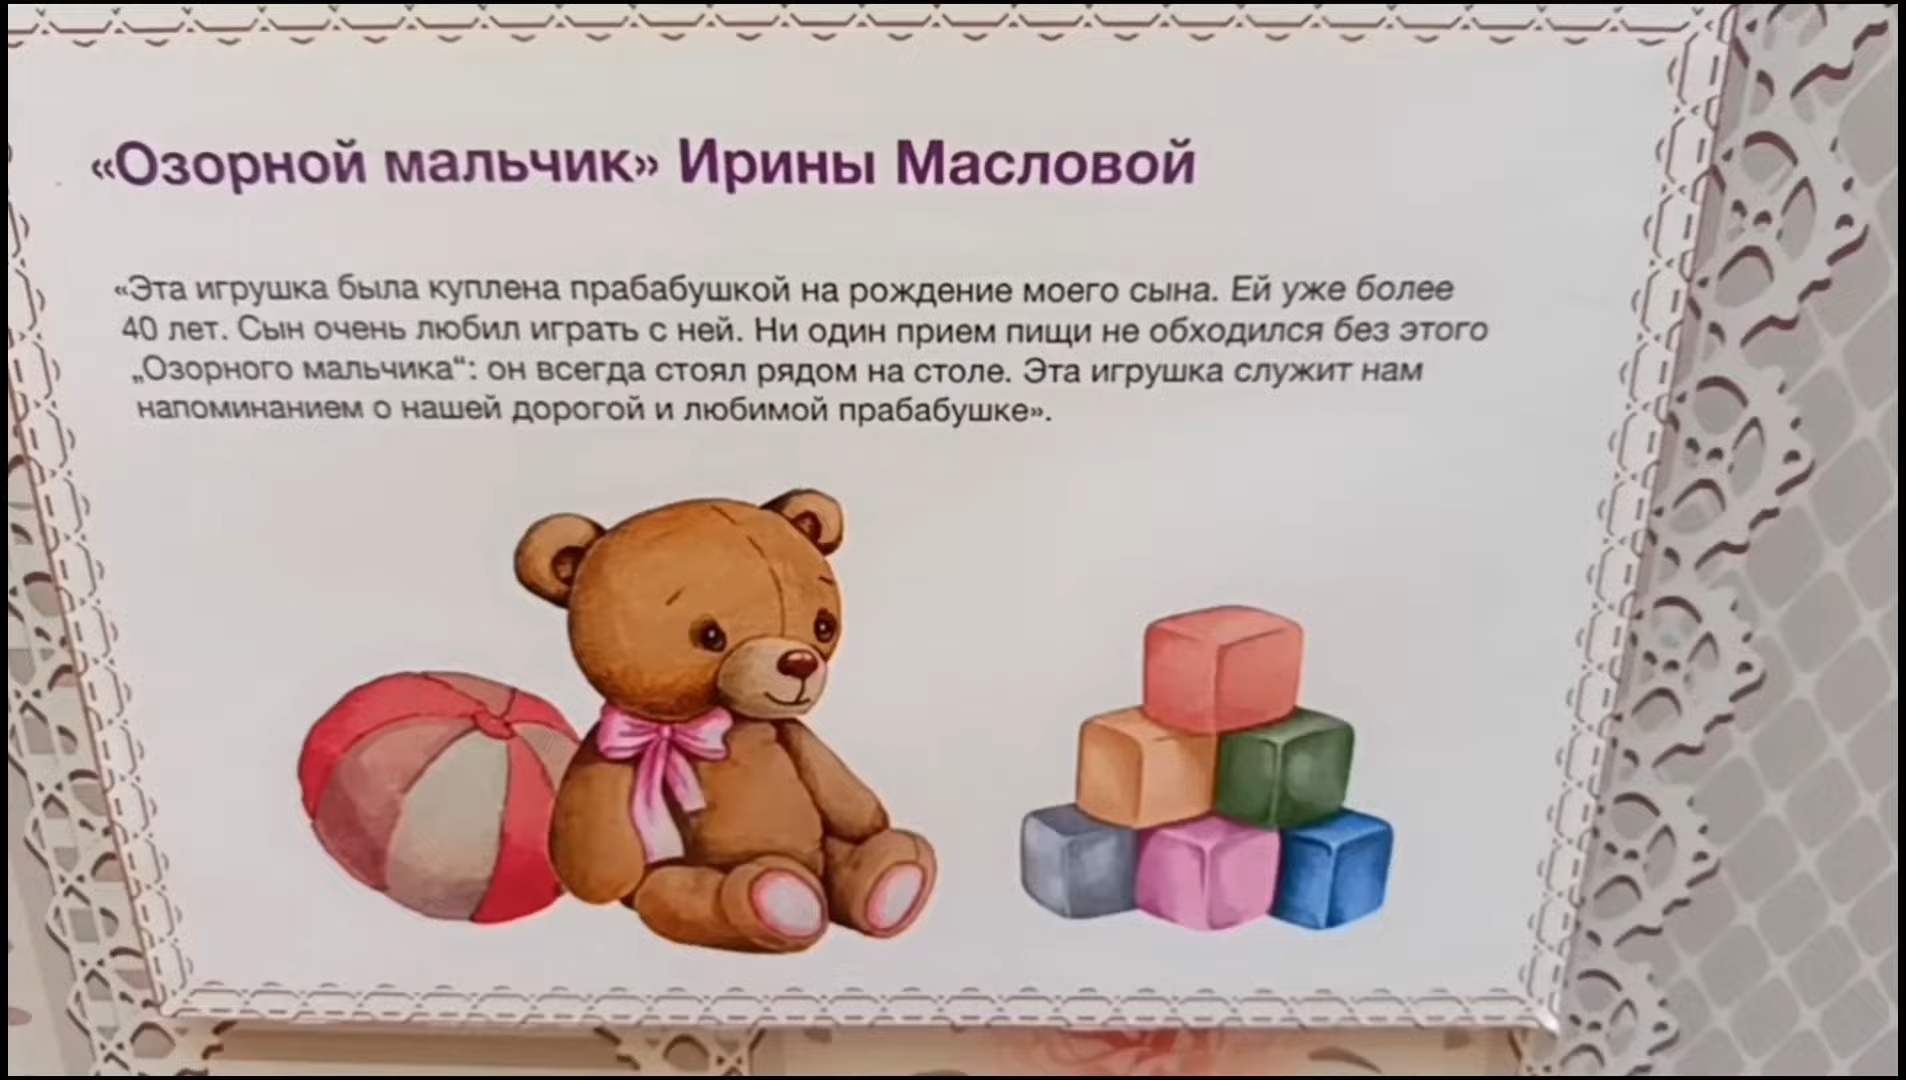 «Озорной мальчик» Ирины Масловой
«Эта игрушка была куплена прабабушкой на рождение моего сына. Ей уже более
40 лет. Сын очень любил играть с ней. Ни один прием пищи не обходился без этого
„Озорного мальчика“: он всегда стоял рядом на столе. Эта игрушка служит нам
напоминанием о нашей дорогой и любимой прабабушке».